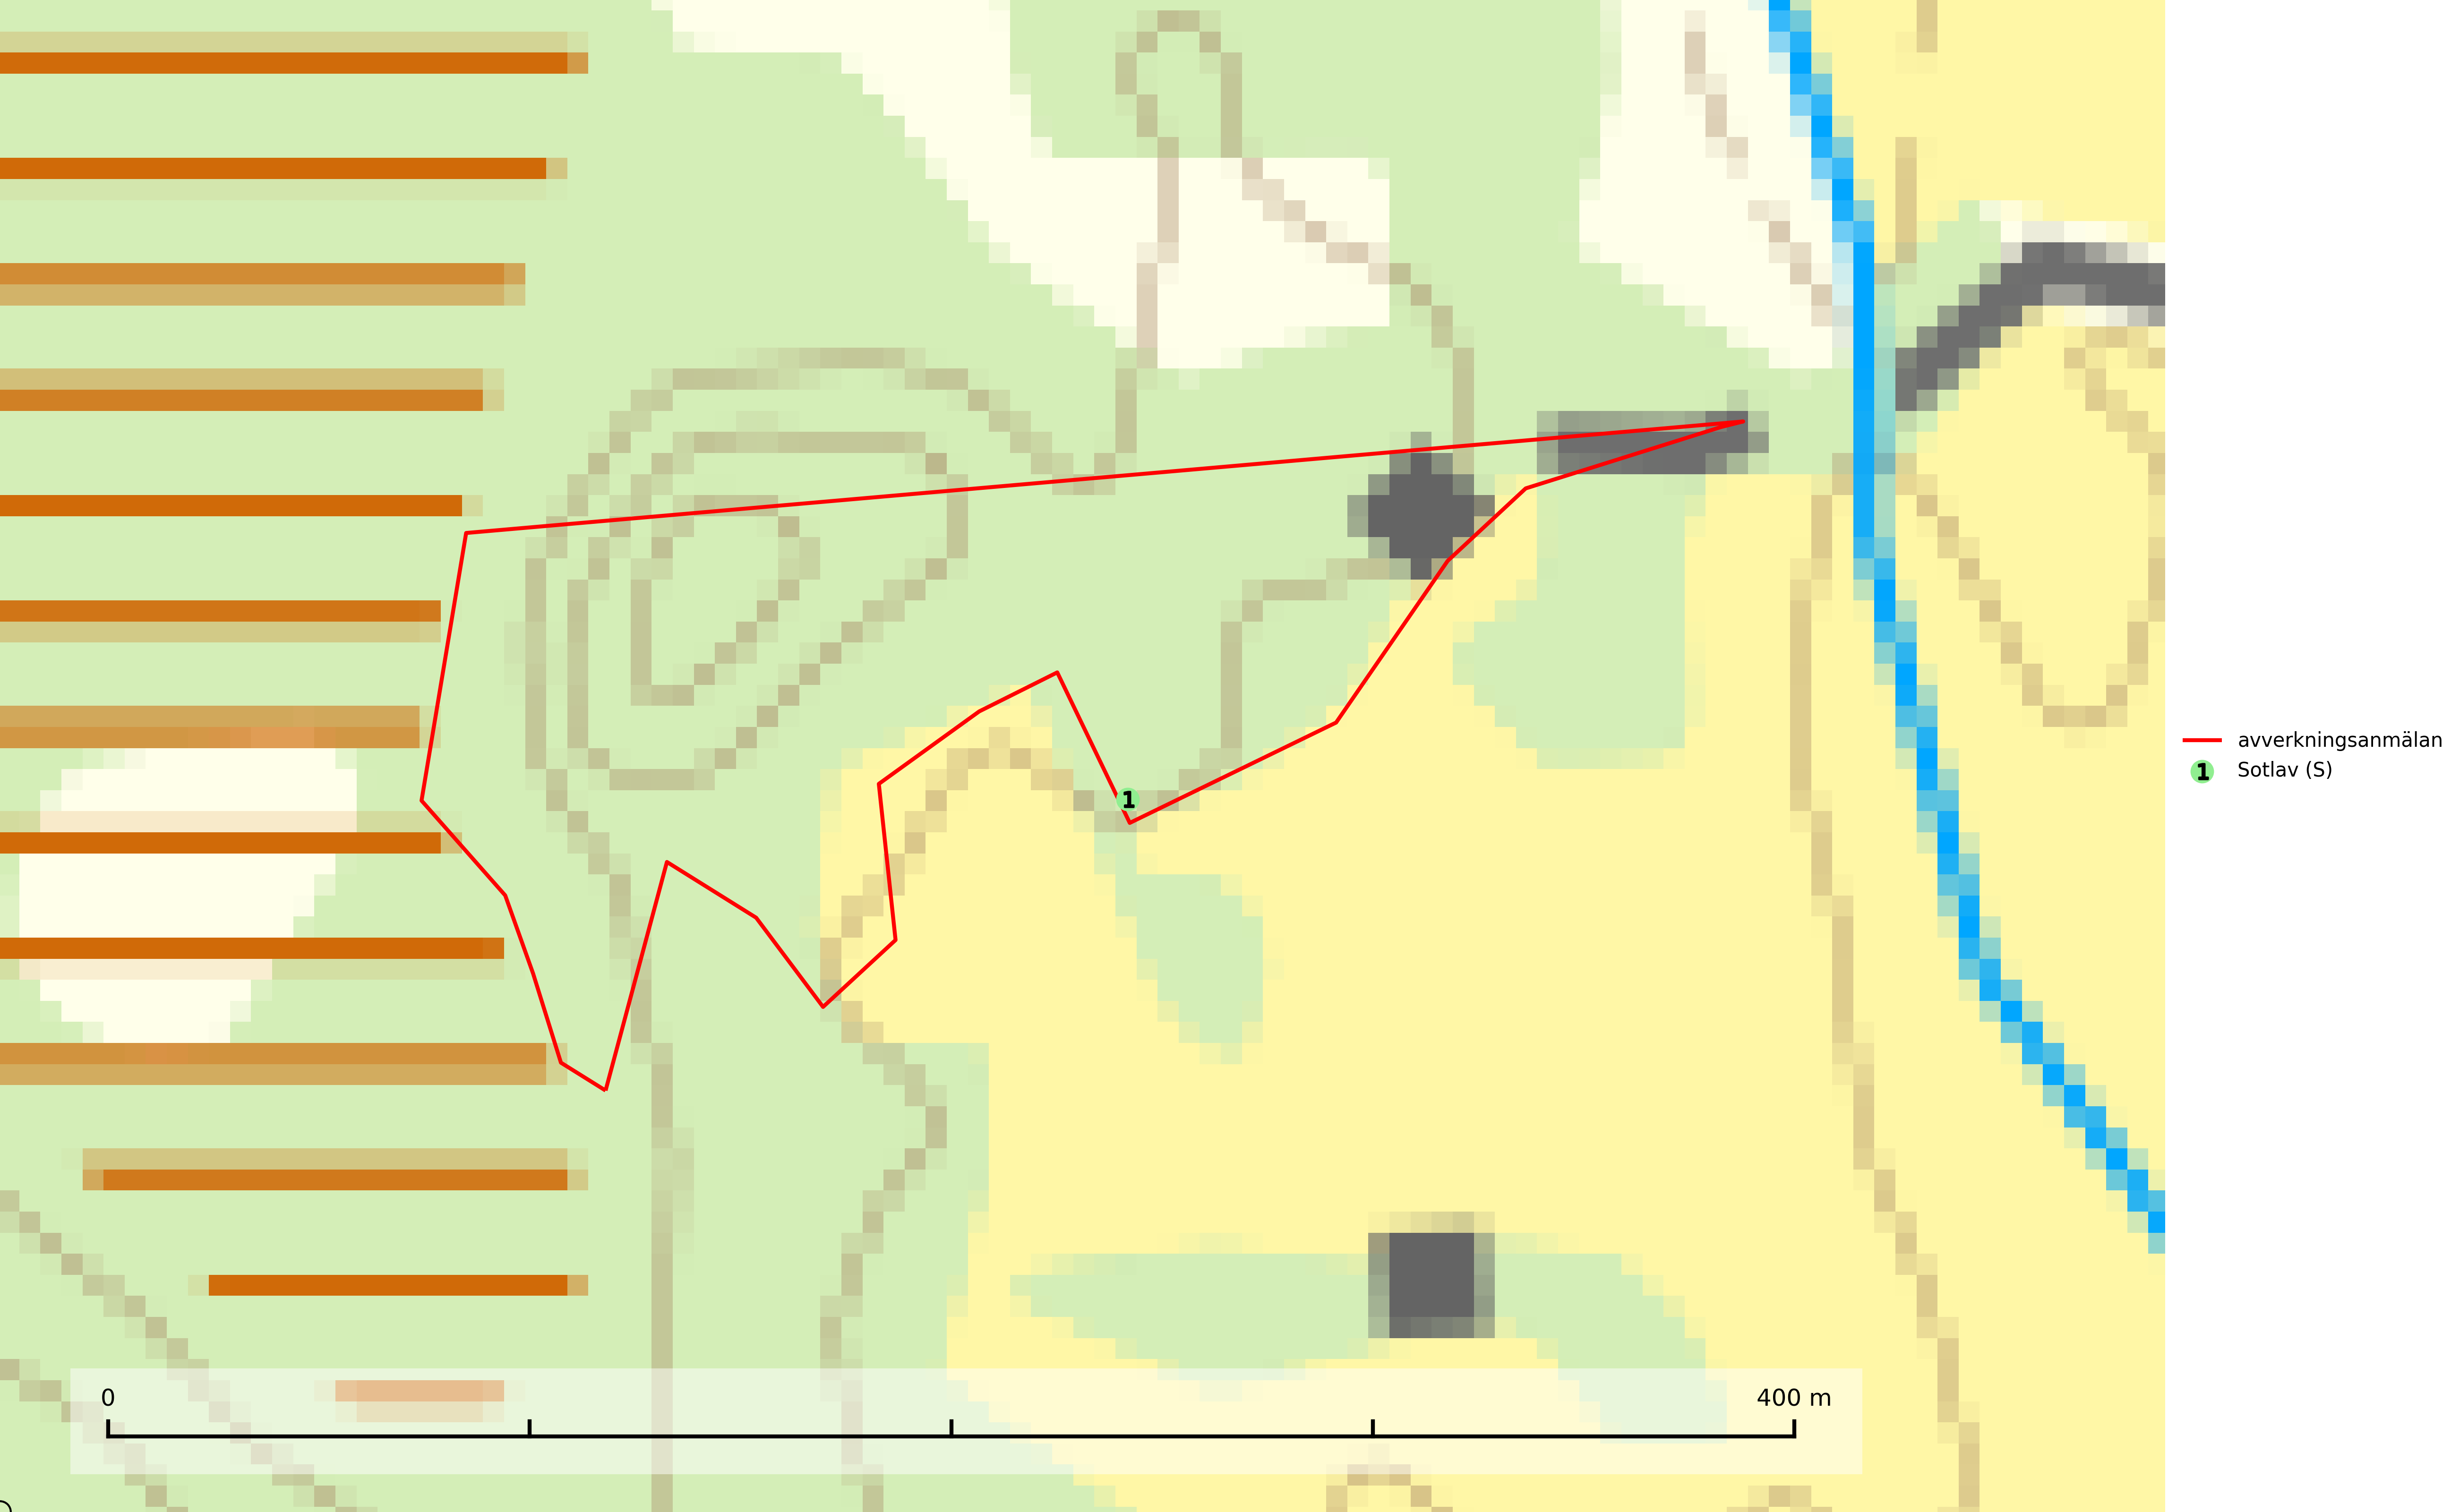 1
avverkningsanmälan
1 Sotlav (S)
0 400 m